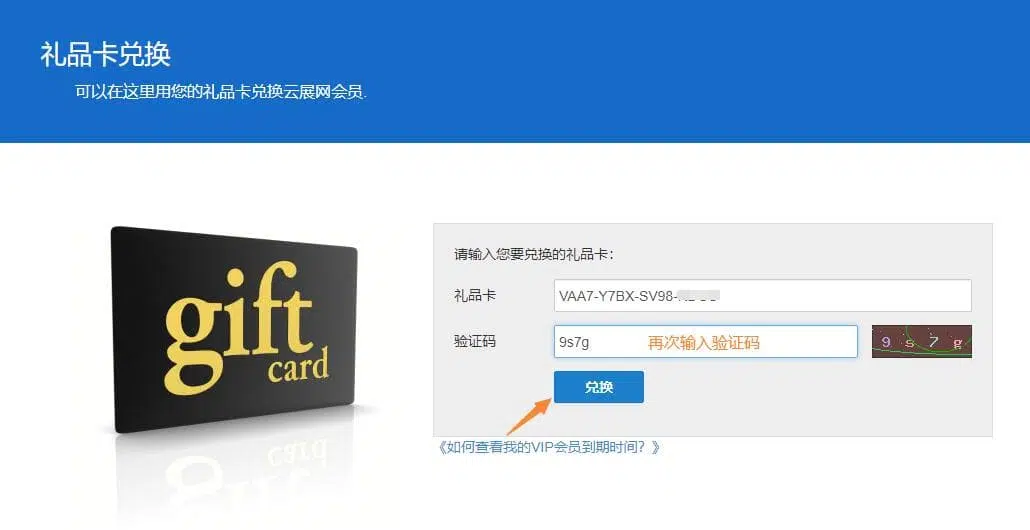 礼品卡兑换
可以在这里用您的礼品卡兑换云展网会员.
gift
card
请输入您要兑换的礼品卡：
礼品卡
VAA7-Y7BX-SV98-
验证码
9s7g
再次输入验证码
9s7g
兑换
《如何查看我的VIP会员到期时间？》